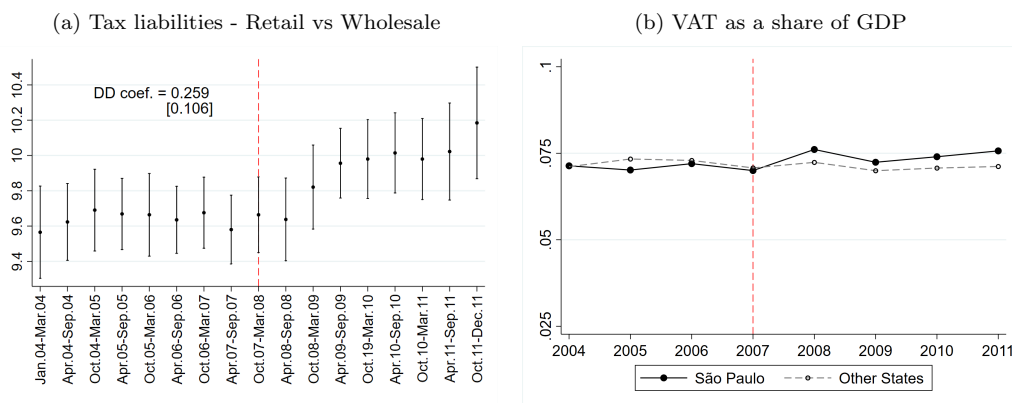 (a) Tax liabilities - Retail vs Wholesale
10.4
10.2
10
9.8
9.6
9.4
DD coef. = 0.259
[0.106]
Jan.04-Mar.04
Apr.04-Sep.04
Oct.04-Mar.05
Apr.05-Sep.05
Oct.05-Mar.06
Apr.06-Sep.06
Oct.06-Mar.07
Apr.07-Sep.07
Oct.07-Mar.08
Apr.08-Sep.08
Oct.08-Mar.09
Apr.09-Sep.09
Oct.19-Mar.10
Apr.10-Sep.10
Oct.10-Mar.11
Apr.11-Sep.11
Oct.11-Dec.11
(b) VAT as a share of GDP
.1
.075
.05
.025
2004 2005 2006 2007 2008 2009 2010 2011
São Paulo Other States